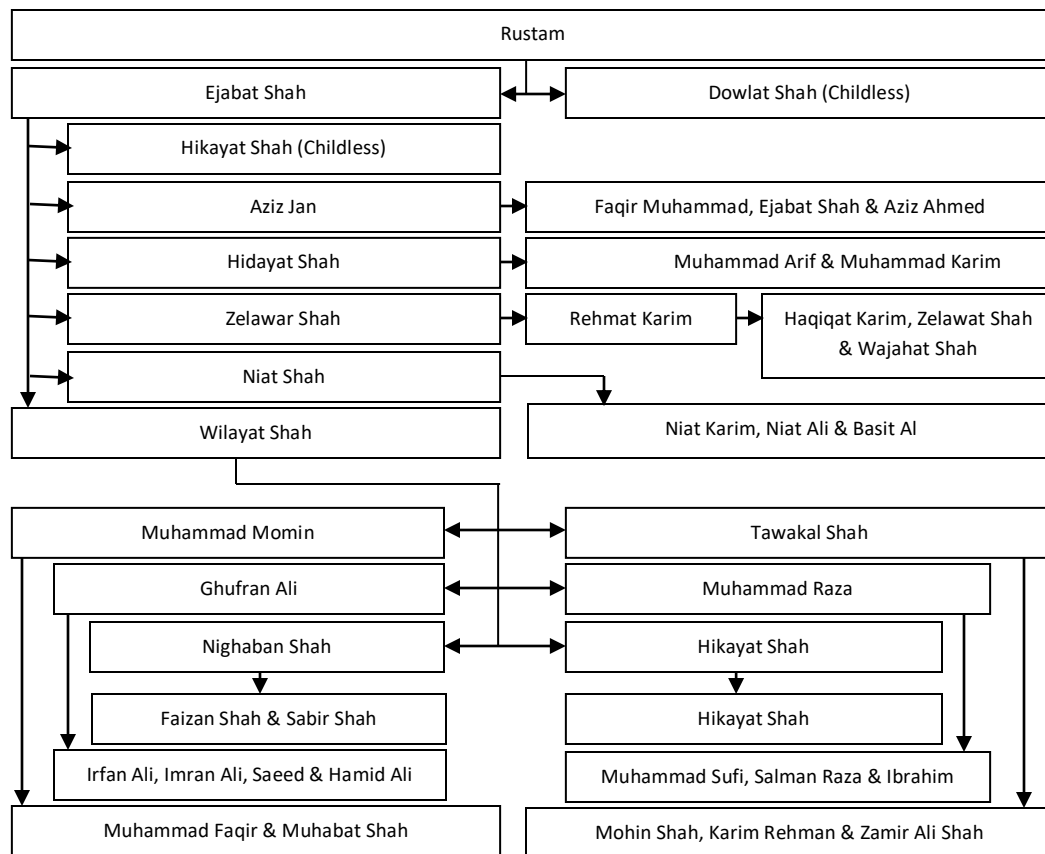 Rustam
Ejabat Shah
Dowlat Shah (Childless)
Hikayat Shah (Childless)
Aziz Jan
Faqir Muhammad, Ejabat Shah & Aziz Ahmed
Hidayat Shah
Muhammad Arif & Muhammad Karim
Zelawar Shah
Rehmat Karim
Haqiqat Karim, Zelawat Shah
& Wajahat Shah
Niat Shah
Niat Karim, Niat Ali & Basit Al
Wilayat Shah
Muhammad Momin
Tawakal Shah
Ghufran Ali
Muhammad Raza
Nighaban Shah
Hikayat Shah
Faizan Shah & Sabir Shah
Hikayat Shah
Irfan Ali, Imran Ali, Saeed & Hamid Ali
Muhammad Sufi, Salman Raza & Ibrahim
Muhammad Faqir & Muhabat Shah
Mohin Shah, Karim Rehman & Zamir Ali Shah